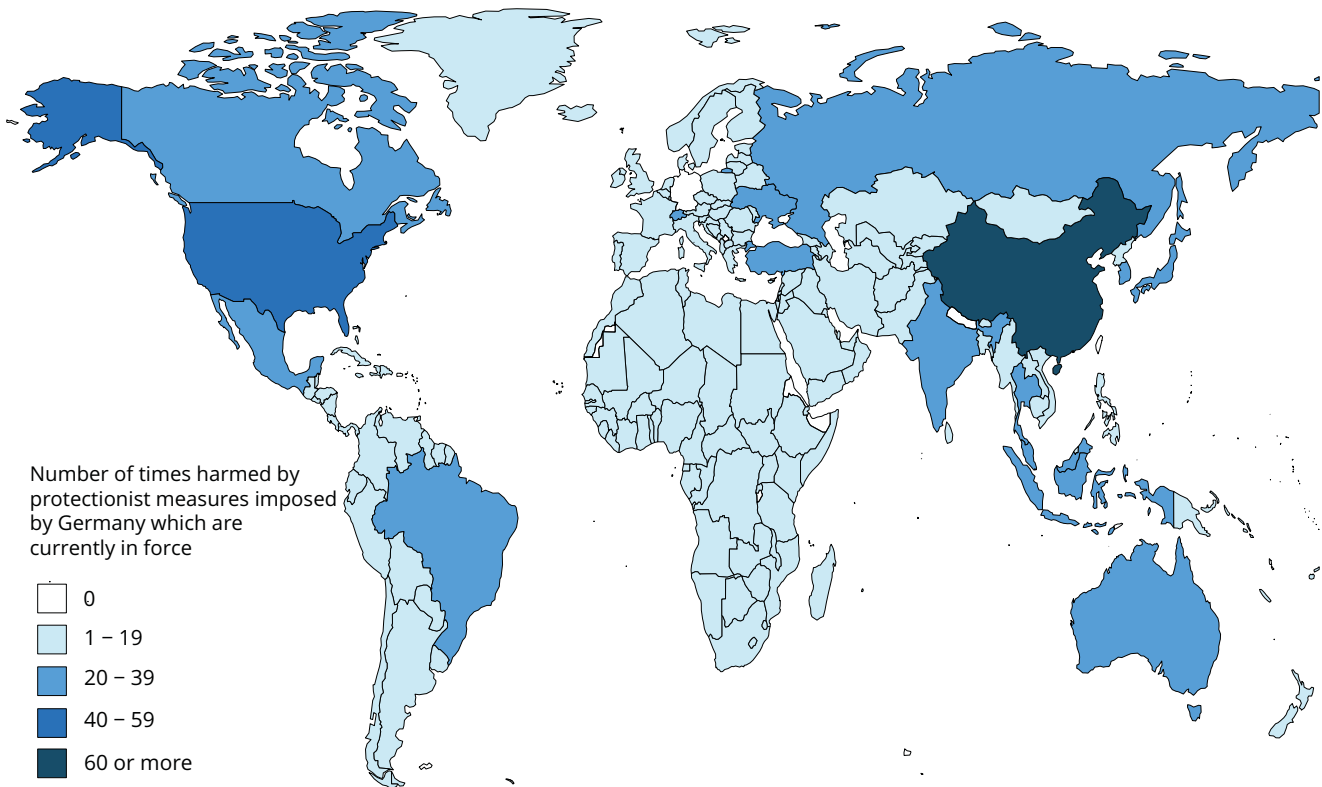 Number of times harmed by
protectionist measures imposed
by Germany which are
currently in force
0
1 – 19
20 – 39
40 – 59
60 or more